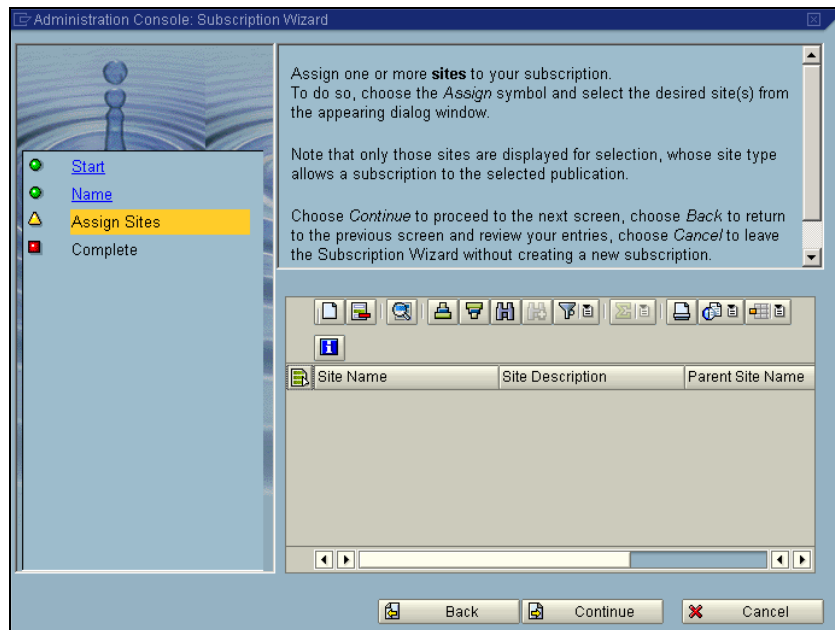 Administration Console: Subscription Wizard
Start
Name
Assign Sites
Complete
Assign one or more sites to your subscription.
To do so, choose the Assign symbol and select the desired site(s) from
the appearing dialog window.
Note that only those sites are displayed for selection, whose site type
allows a subscription to the selected publication.
Choose Continue to proceed to the next screen, choose Back to return
to the previous screen and review your entries, choose Cancel to leave
the Subscription Wizard without creating a new subscription.
Site Name Site Description Parent Site Name
Back Continue Cancel